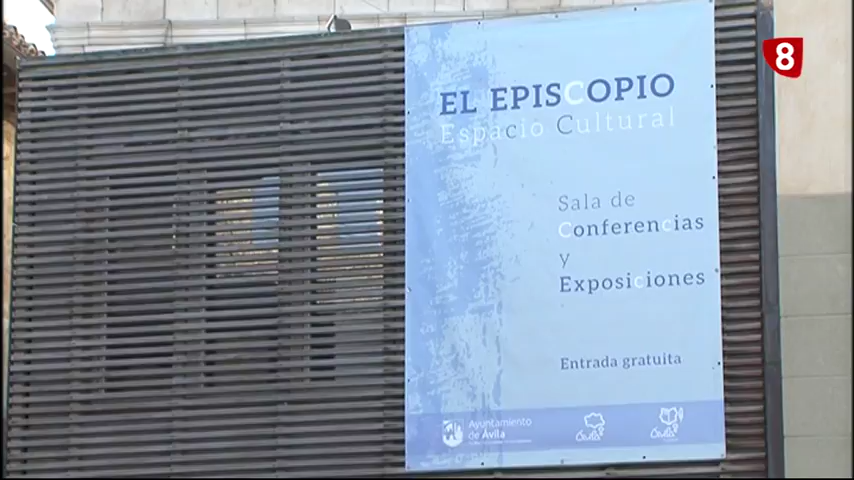 8
EL EPISCOPIO
Espacio Cultural
Sala de
Conferencias
y
Exposiciones
Entrada gratuita
Ayuntamiento
de Ávila